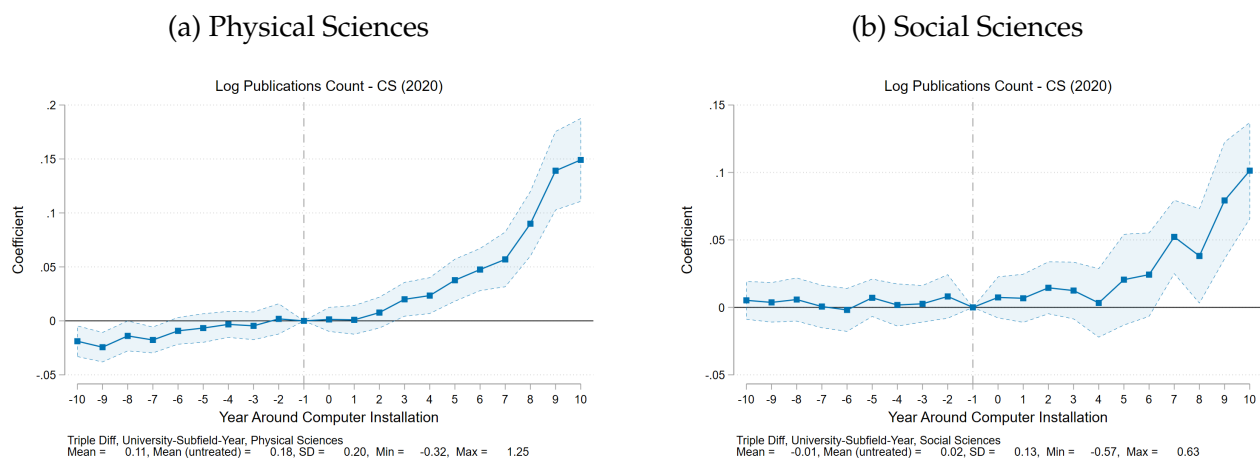 (a) Physical Sciences
Log Publications Count - CS (2020)
Coefficient
.2
.15
.1
.05
0
-.05
-10 -9 -8 -7 -6 -5 -4 -3 -2 -1 0 1 2 3 4 5 6 7 8 9 10
Year Around Computer Installation
Triple Diff, University-Subfield-Year, Physical Sciences
Mean = 0.11, Mean (untreated) = 0.18, SD = 0.20, Min = -0.32, Max = 1.25
(b) Social Sciences
Log Publications Count - CS (2020)
Coefficient
.15
.1
.05
0
-.05
-10 -9 -8 -7 -6 -5 -4 -3 -2 -1 0 1 2 3 4 5 6 7 8 9 10
Year Around Computer Installation
Triple Diff, University-Subfield-Year, Social Sciences
Mean = -0.01, Mean (untreated) = 0.02, SD = 0.13, Min = -0.57, Max = 0.63